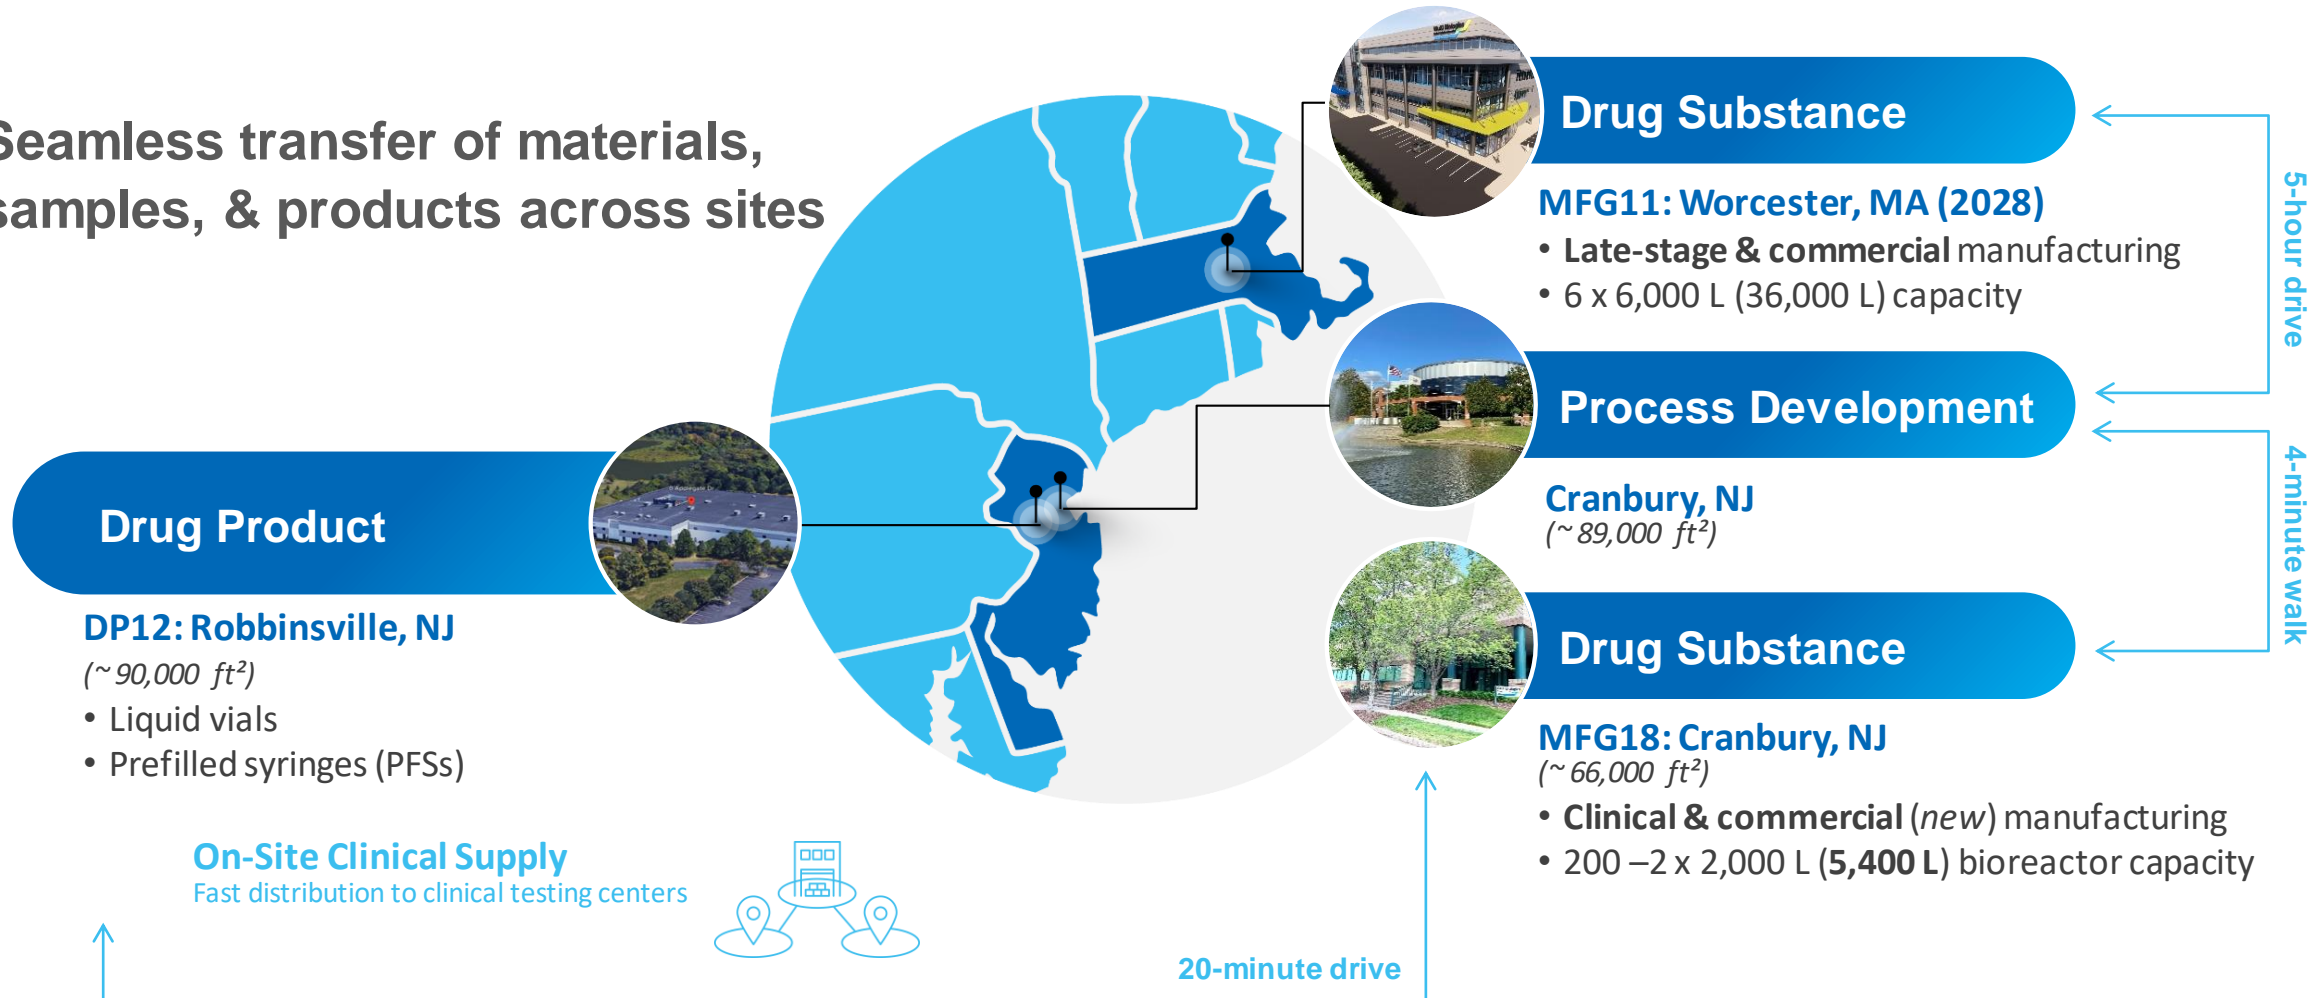 Seamless transfer of materials,
samples, & products across sites
Drug Substance
MFG11: Worcester, MA (2028)
• Late-stage & commercial manufacturing
• 6 x 6,000 L (36,000 L) capacity
5-hour drive
Process Development
Cranbury, NJ
(~89,000 ft²)
4-minute walk
Drug Substance
MFG18: Cranbury, NJ
(~66,000 ft²)
• Clinical & commercial (new) manufacturing
• 200 –2 x 2,000 L (5,400 L) bioreactor capacity
Drug Product
DP12: Robbinsville, NJ
(~90,000 ft²)
• Liquid vials
• Prefilled syringes (PFSs)
On-Site Clinical Supply
Fast distribution to clinical testing centers
20-minute drive